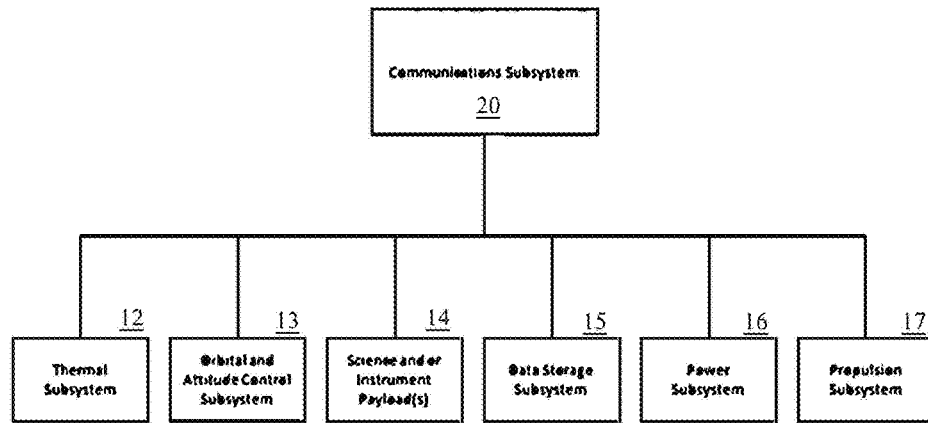 Communications Subsystem
20
12
13
14
15
16
17
Thermal
Subsystem
Orbital and
Attitude Control
Subsystem
Science and or
Instrument
Payload(s)
Data Storage
Subsystem
Power
Subsystem
Propulsion
Subsystem